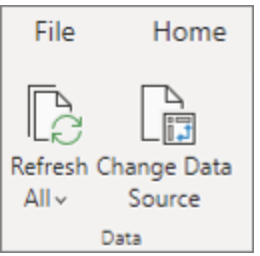 File Home
Refresh Change Data
All Source
Data